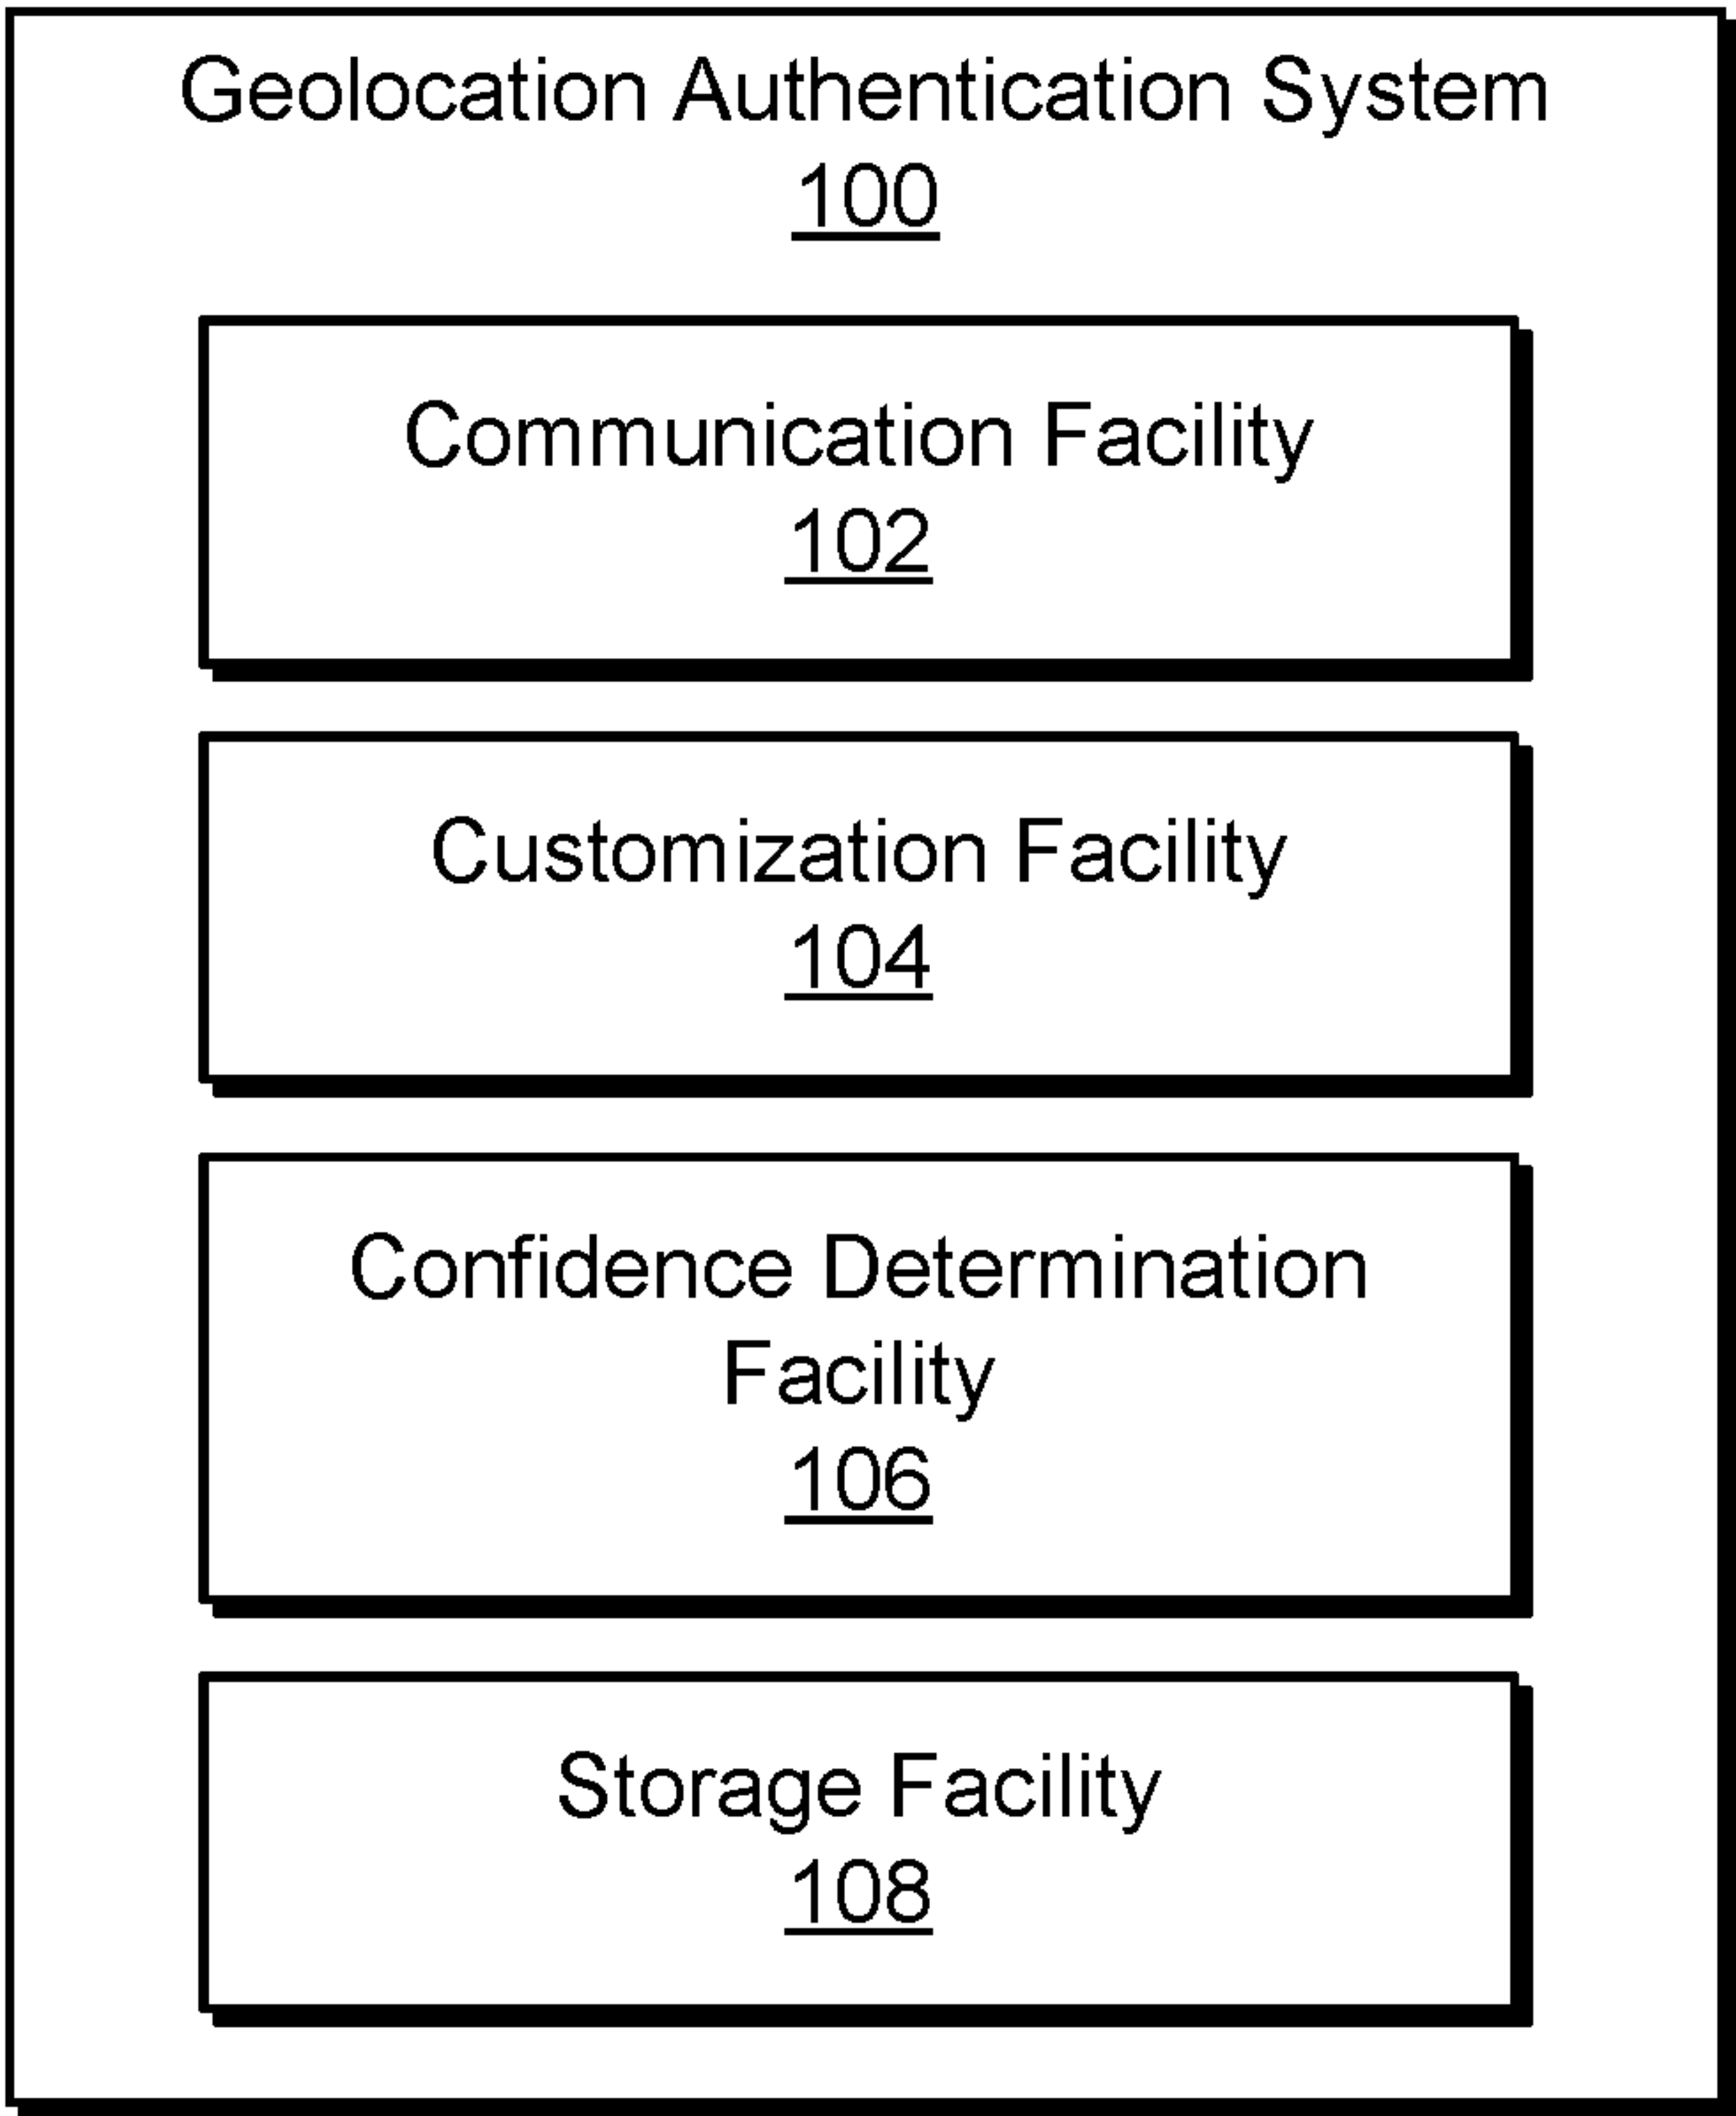 Geolocation Authentication System
100
Communication Facility
102
Customization Facility
104
Confidence Determination
Facility
106
Storage Facility
108